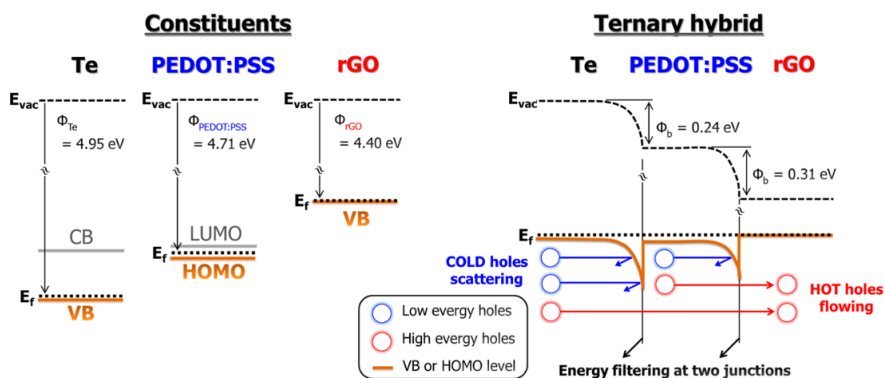 Constituents
Te PEDOT:PSS rGO
Evac
ΦTe
= 4.95 eV
ΦPEDOT:PSS
= 4.71 eV
ΦrGO
= 4.40 eV
Ef
VB
CB
LUMO
Ef
HOMO
Ef
VB
Ternary hybrid
Te PEDOT:PSS rGO
Evac
Φb = 0.24 eV
Φb = 0.31 eV
Ef
COLD holes
scattering
HOT holes
flowing
Low evergy holes
High evergy holes
VB or HOMO level
Energy filtering at two junctions